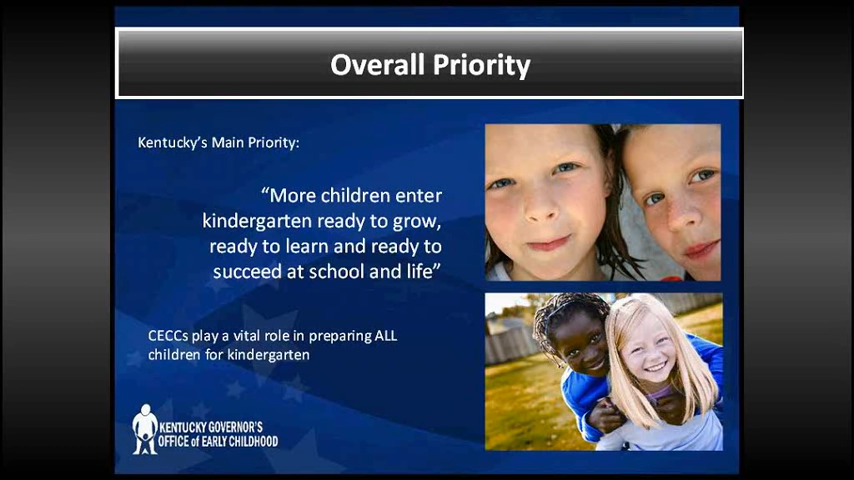 Overall Priority
Kentucky's Main Priority:
“More children enter
kindergarten ready to grow,
ready to learn and ready to
succeed at school and life”
CECCs play a vital role in preparing ALL
children for kindergarten
KENTUCKY GOVERNOR'S
OFFICE of EARLY CHILDHOOD